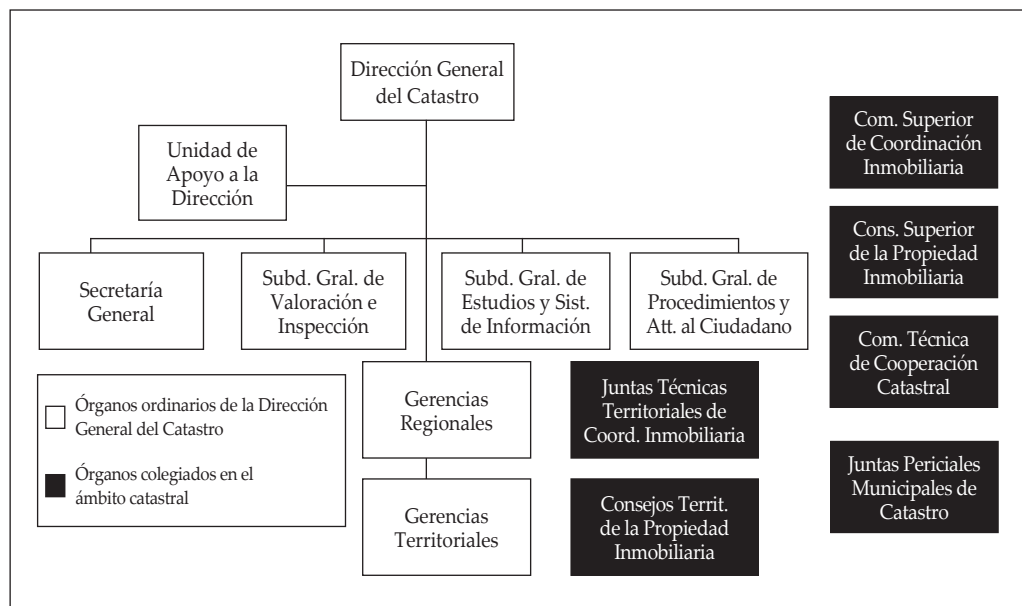 Dirección General
del Catastro
Unidad de
Apoyo a la
Dirección
Secretaría
General
Subd. Gral. de
Valoración e
Inspección
Subd. Gral. de
Estudios y Sist.
de Información
Subd. Gral. de
Procedimientos y
Att. al Ciudadano
Gerencias
Regionales
Gerencias
Territoriales
Juntas Técnicas
Territoriales de
Coord. Inmobiliaria
Consejos Territ.
de la Propiedad
Inmobiliaria
Com. Superior
de Coordinación
Inmobiliaria
Cons. Superior
de la Propiedad
Inmobiliaria
Com. Técnica
de Cooperación
Catastral
Juntas Periciales
Municipales de
Catastro
Órganos ordinarios de la Dirección
General del Catastro
Órganos colegiados en el
ámbito catastral